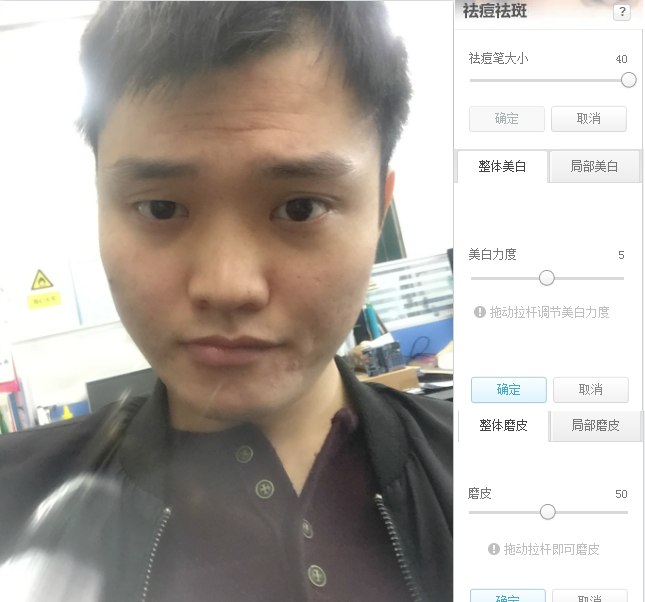 祛痘祛斑
?
祛痘笔大小 40
确定 取消
整体美白 局部美白
美白力度 5
拖动拉杆调节美白力度
确定 取消
整体磨皮 局部磨皮
磨皮 50
拖动拉杆即可磨皮
确定 取消